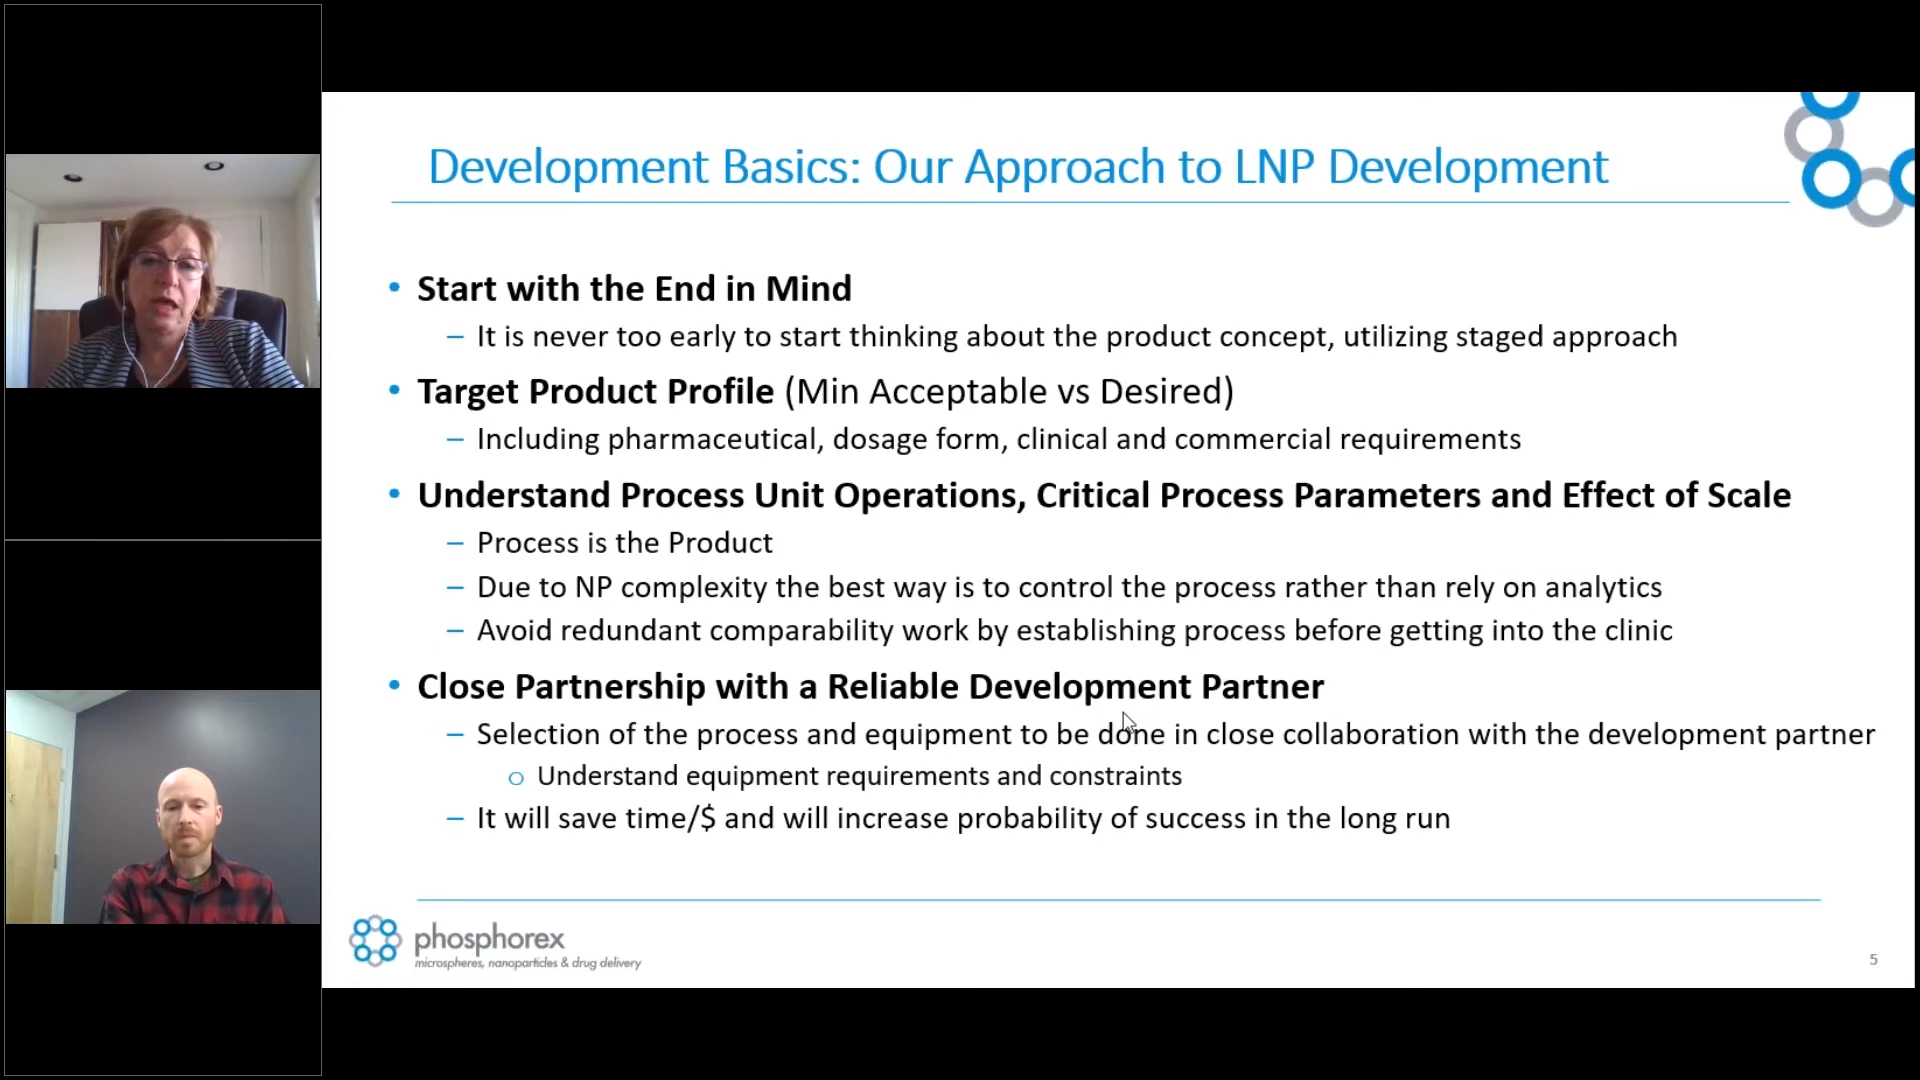 Development Basics: Our Approach to LNP Development
• Start with the End in Mind
– It is never too early to start thinking about the product concept, utilizing staged approach
• Target Product Profile (Min Acceptable vs Desired)
– Including pharmaceutical, dosage form, clinical and commercial requirements
• Understand Process Unit Operations, Critical Process Parameters and Effect of Scale
– Process is the Product
– Due to NP complexity the best way is to control the process rather than rely on analytics
– Avoid redundant comparability work by establishing process before getting into the clinic
• Close Partnership with a Reliable Development Partner
– Selection of the process and equipment to be done in close collaboration with the development partner
o Understand equipment requirements and constraints
– It will save time/$ and will increase probability of success in the long run
phosphorex
microspheres, nanoparticles & drug delivery
5